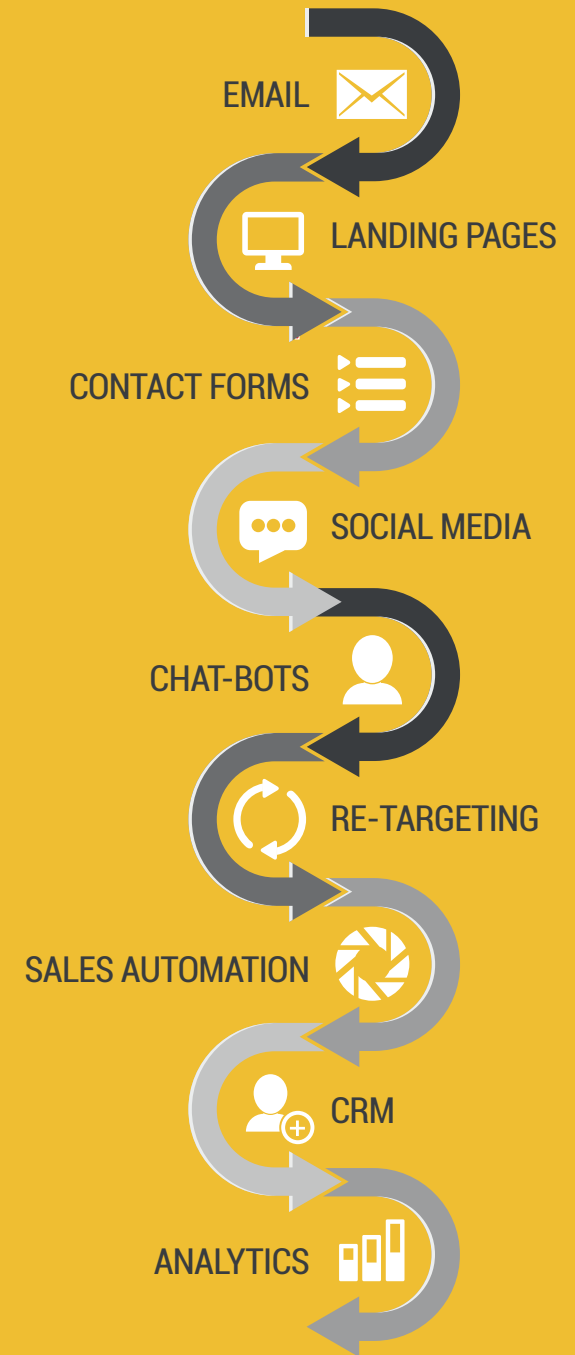 EMAIL
LANDING PAGES
CONTACT FORMS
SOCIAL MEDIA
CHAT-BOTS
RE-TARGETING
SALES AUTOMATION
CRM
ANALYTICS